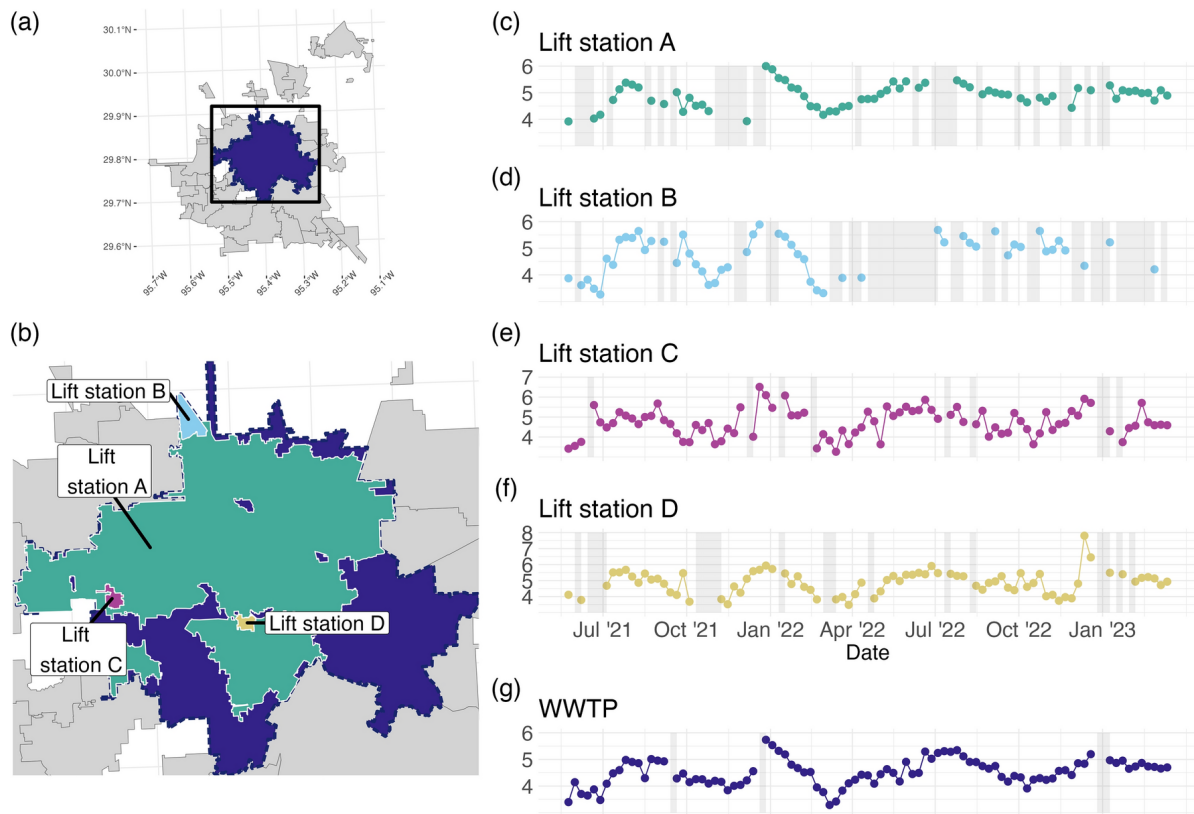 (a)
30.1°N
30.0°N
29.9°N
29.8°N
29.7°N
29.6°N
95.7°W
95.6°W
95.5°W
95.4°W
95.3°W
95.2°W
95.1°W
(b)
Lift station B
Lift
station A
Lift
station C
Lift station D
(c)
Lift station A
6
5
4
(d)
Lift station B
6
5
4
(e)
Lift station C
7
6
5
4
(f)
Lift station D
8
7
6
5
4
Jul '21
Oct '21
Jan '22
Apr '22
Jul '22
Oct '22
Jan '23
Date
(g)
WWTP
6
5
4